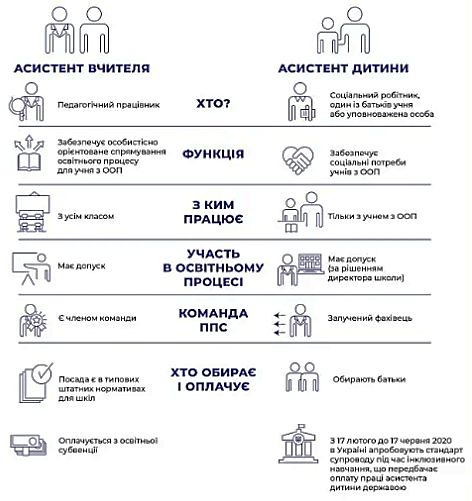 АСИСТЕНТ ВЧИТЕЛЯ
АСИСТЕНТ ДИТИНИ
Педагогічний працівник
ХТО?
Соціальний робітник,
один із батьків учня
або уповноважена особа
Забезпечує особистісно
орієнтоване спрямування
освітнього процесу
для учня з ООП
ФУНКЦІЯ
Забезпечує
соціальні потреби
учнів з ООП
З усім класом
З КИМ
ПРАЦЮЄ
Тільки з учнем з ООП
Має допуск
УЧАСТЬ
В ОСВІТНЬОМУ
ПРОЦЕСІ
Має допуск
(за рішенням
директора школи)
Є членом команди
КОМАНДА
ППС
Залучений фахівець
Посада є в типових
штатних нормативах
для шкіл
ХТО ОБИРАЄ
І ОПЛАЧУЄ
Обирають батьки
Оплачується з освітньої
субвенції
З 17 лютого до 17 червня 2020
в Україні апробовують стандарт
супроводу під час інклюзивного
навчання, що передбачає
оплату праці асистента
дитини державою